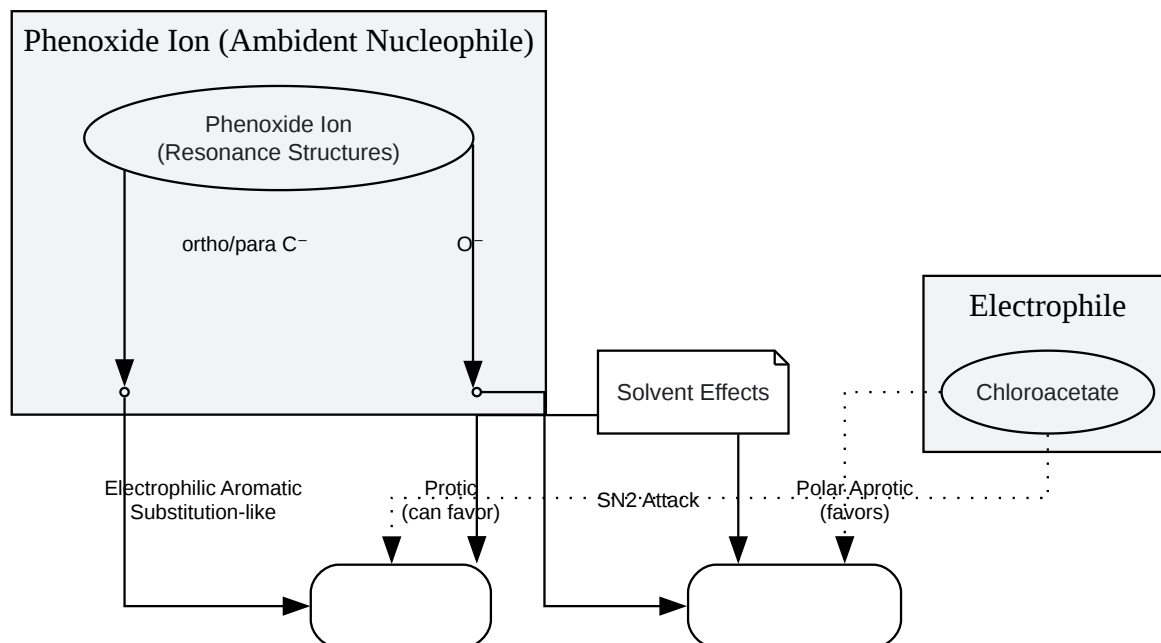 Phenoxide Ion (Ambident Nucleophile)
Phenoxide Ion
(Resonance Structures)
ortho/para C⁻
O⁻
Electrophile
Chloroacetate
Solvent Effects
Electrophilic Aromatic
Substitution-like
Protic
(can favor)
SN2 Attack
Polar Aprotic
(favors)